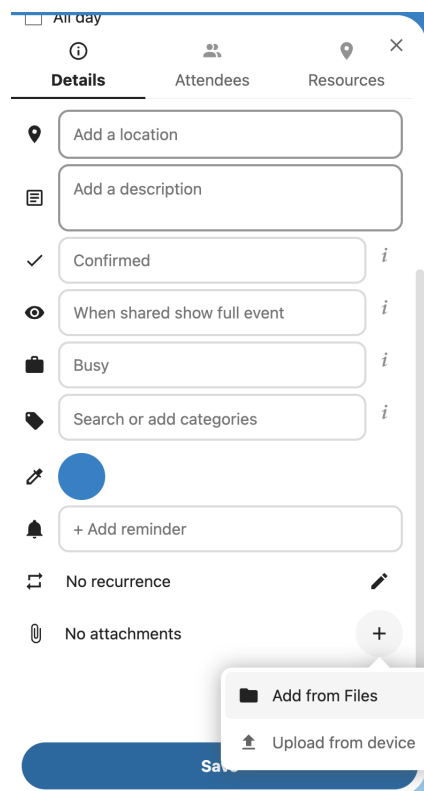 All day
Details
Attendees
Resources
Add a location
Add a description
Confirmed
i
When shared show full event
i
Busy
i
Search or add categories
i
+ Add reminder
No recurrence
No attachments
Add from Files
Upload from device
Save